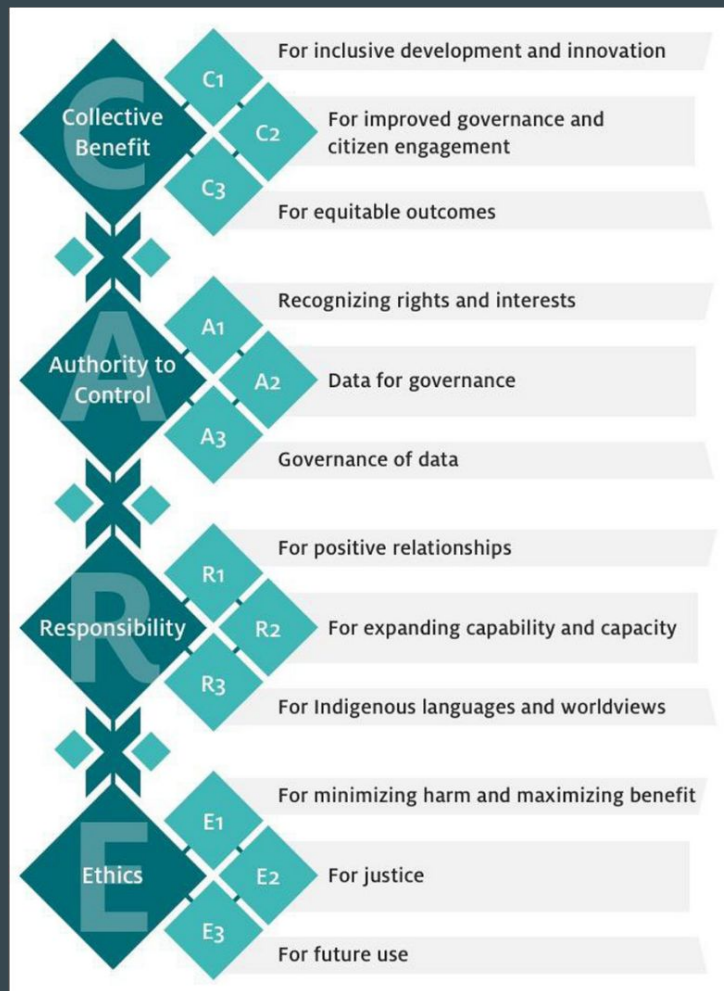 C
Collective
Benefit
C1
For inclusive development and innovation
C2
For improved governance and
citizen engagement
C3
For equitable outcomes
A
Authority to
Control
A1
Recognizing rights and interests
A2
Data for governance
A3
Governance of data
R
Responsibility
R1
For positive relationships
R2
For expanding capability and capacity
R3
For Indigenous languages and worldviews
E
Ethics
E1
For minimizing harm and maximizing benefit
E2
For justice
E3
For future use